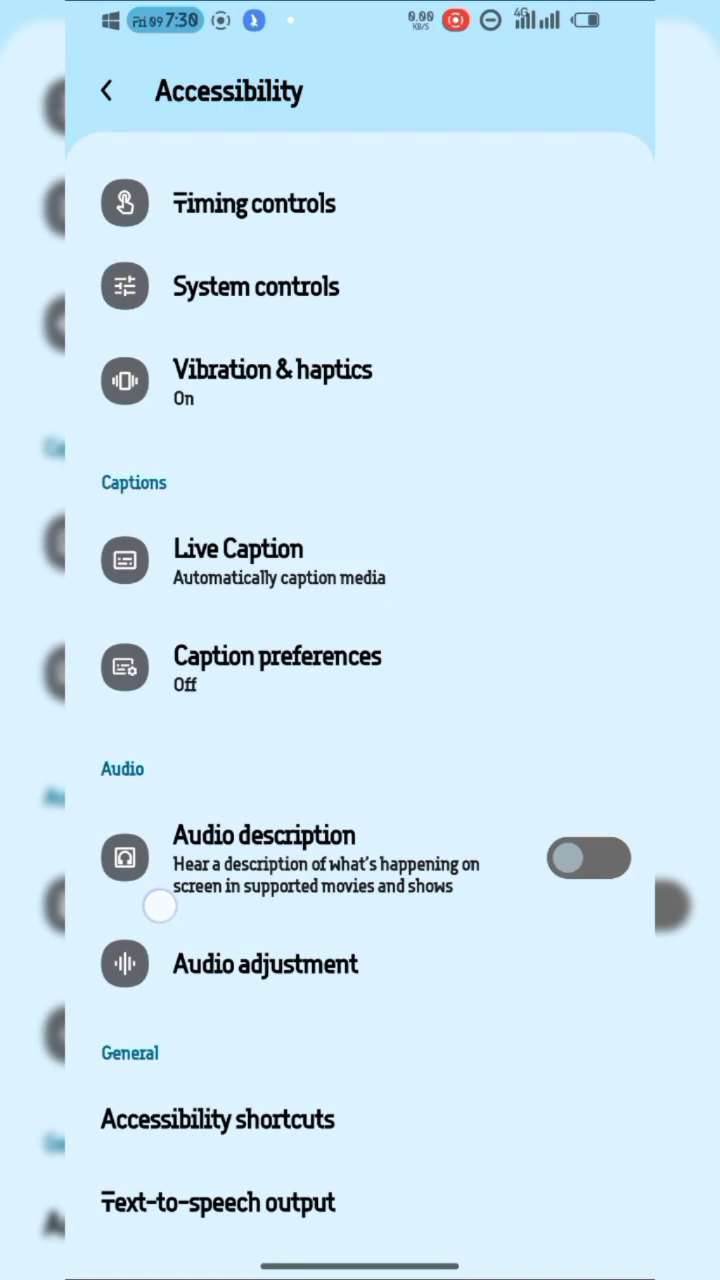 Fri 09 7:30
0.00
KB/S
4G
Accessibility
Timing controls
System controls
Vibration & haptics
On
Captions
Live Caption
Automatically caption media
Caption preferences
Off
Audio
Audio description
Hear a description of what's happening on
screen in supported movies and shows
Audio adjustment
General
Accessibility shortcuts
Text-to-speech output